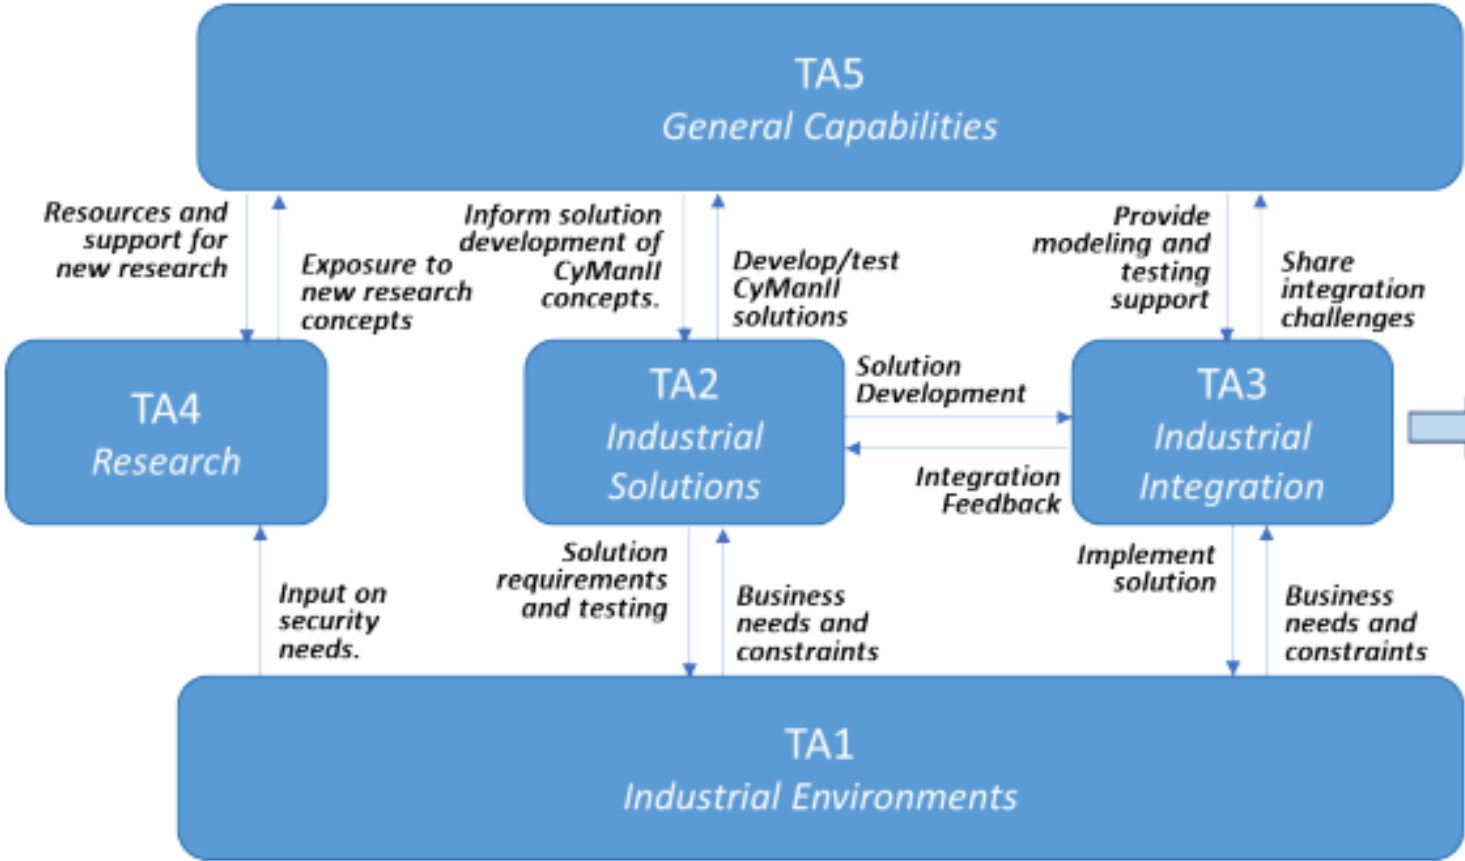 TA5
General Capabilities
Resources and
support for
new research
Exposure to
new research
concepts
Inform solution
development of
CyManII
concepts.
Develop/test
CyManII
solutions
Provide
modeling and
testing
support
Share
integration
challenges
TA4
Research
TA2
Industrial
Solutions
Solution
Development
Integration
Feedback
TA3
Industrial
Integration
Input on
security
needs.
Solution
requirements
and testing
Business
needs and
constraints
Implement
solution
Business
needs and
constraints
TA1
Industrial Environments